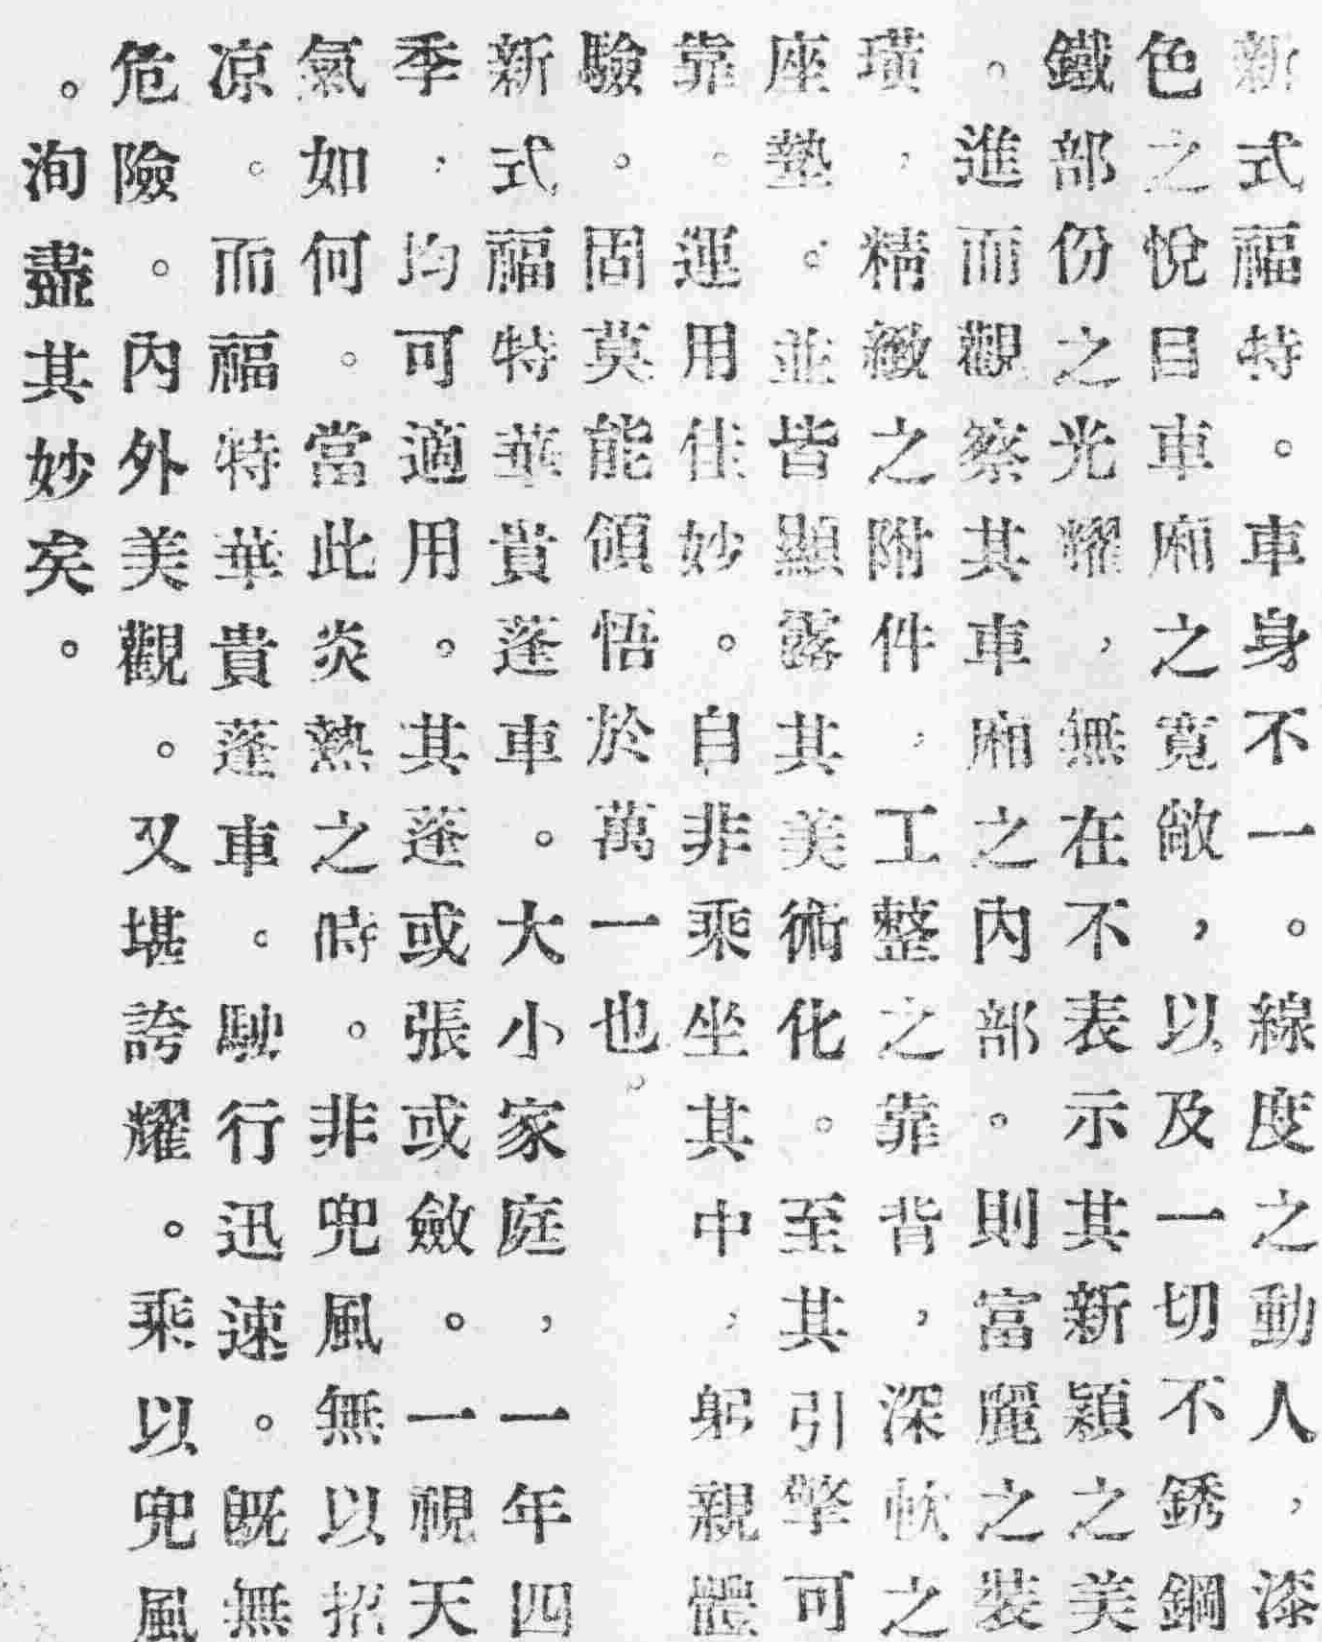 新式福特。車身不一。線度之動人，漆
色之悅目車廂之寬敞，以及一切不銹鋼
鐵部份之光耀，無在不表示其新穎之美
。進而觀察其車廂之內部。則富麗之裝
璜，精緻之附件，工整之靠背，深軟之
座墊。並皆顯露其美術化。至其引擎可
靠。運用佳妙。自非乘坐其中，躬親體
驗。固莫能領悟於萬一也。
新式福特華貴蓬車。大小家庭，一年四
季，均可適用。其蓬或張或斂。一視天
氣如何。當此炎熱之時。非兜風無以招
凉。而福特華貴蓬車。駛行迅速。既無
危險。內外美觀。又堪誇耀。乘以兜風
。洵盡其妙矣。